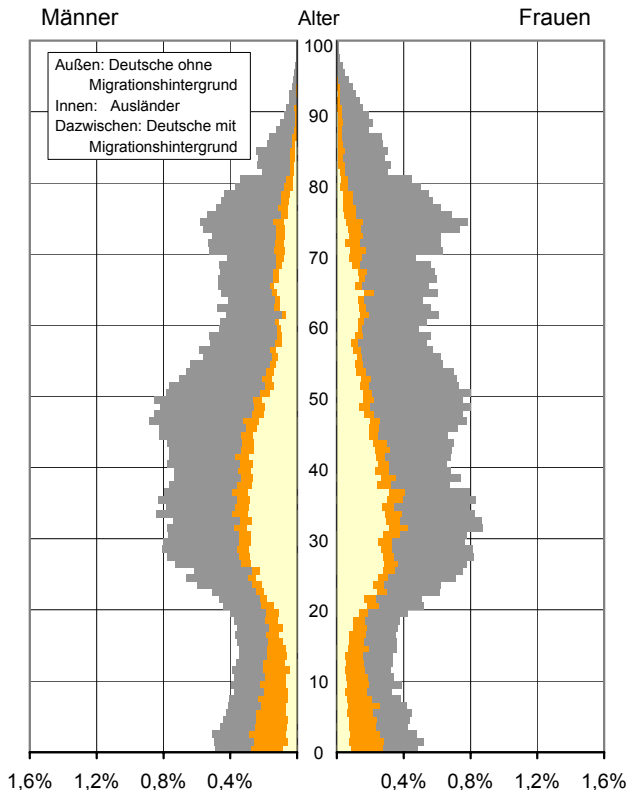 Männer Alter Frauen
100
Außen: Deutsche ohne
Migrationshintergrund
Innen: Ausländer
Dazwischen: Deutsche mit
Migrationshintergrund
90
80
70
60
50
40
30
20
10
0
1,6% 1,2% 0,8% 0,4% 0,4% 0,8% 1,2% 1,6%